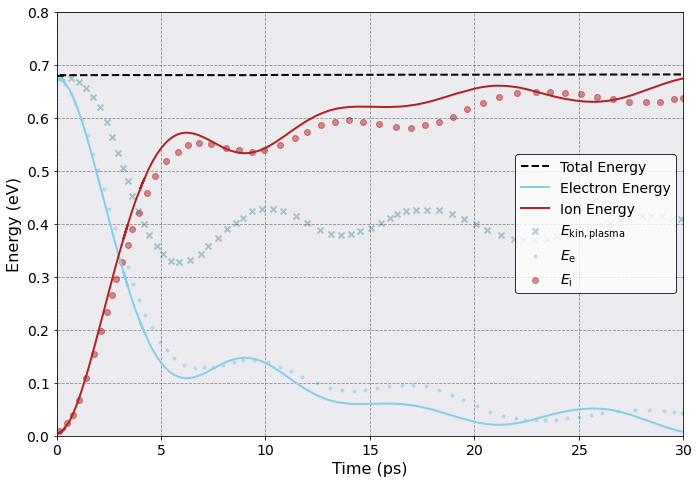 0.8
0.7
0.6
0.5
0.4
0.3
0.2
0.1
0.0
Energy (eV)
Total Energy
Electron Energy
Ion Energy
E_kin, plasma
E_e
E_i
0 5 10 15 20 25 30
Time (ps)